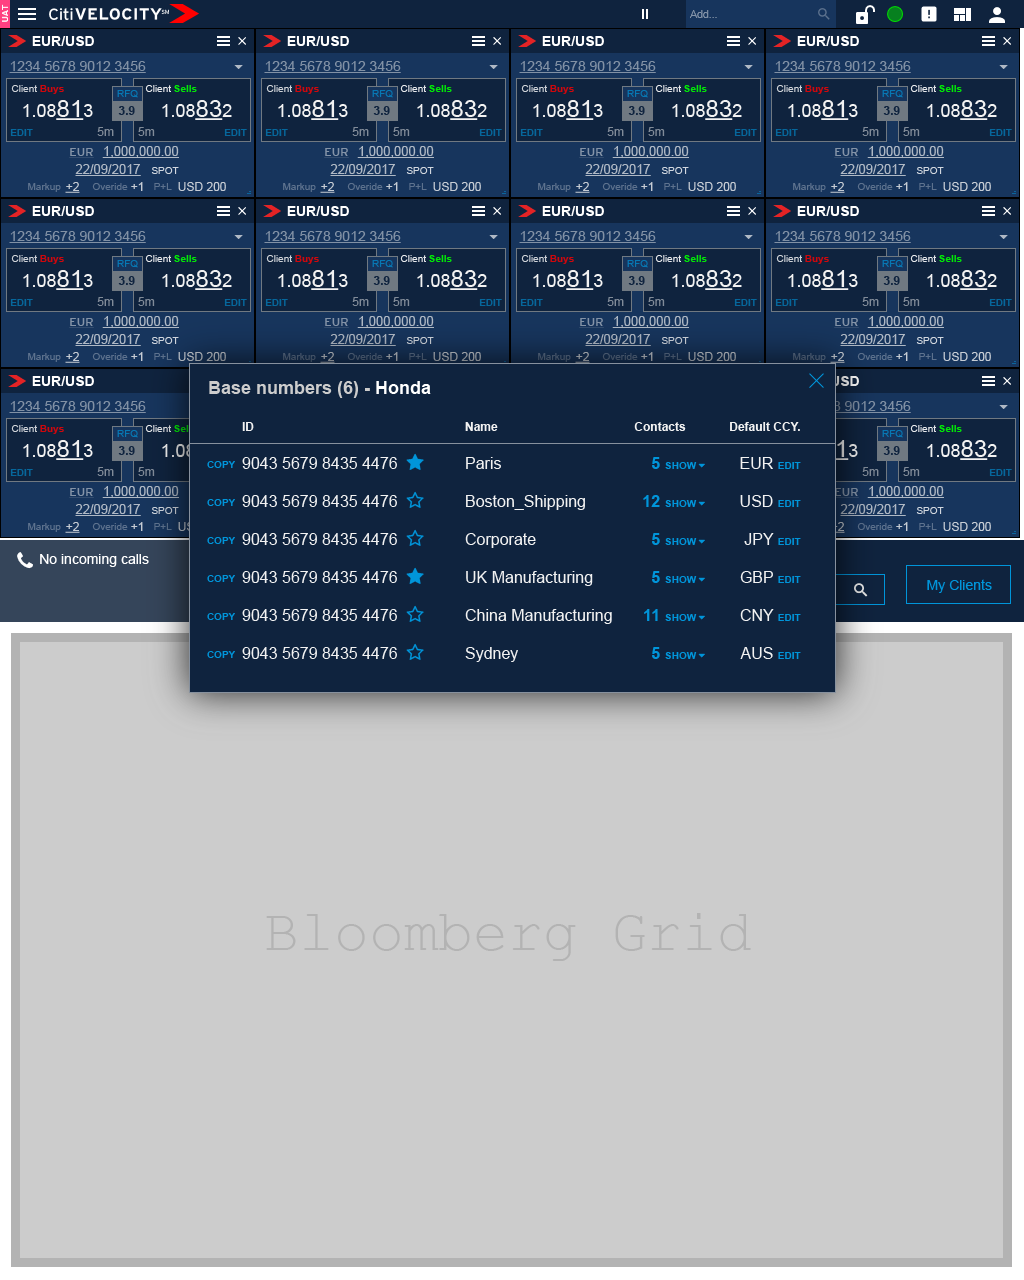 UAT CitiVELOCITY SM Add...
EUR/USD EUR/USD EUR/USD EUR/USD
1234 5678 9012 3456 1234 5678 9012 3456 1234 5678 9012 3456 1234 5678 9012 3456
Client Buys RFQ Client Sells Client Buys RFQ Client Sells Client Buys RFQ Client Sells Client Buys RFQ Client Sells
1.08813 3.9 1.08832 1.08813 3.9 1.08832 1.08813 3.9 1.08832 1.08813 3.9 1.08832
EDIT 5m 5m EDIT EDIT 5m 5m EDIT EDIT 5m 5m EDIT EDIT 5m 5m EDIT
EUR 1,000,000.00 EUR 1,000,000.00 EUR 1,000,000.00 EUR 1,000,000.00
22/09/2017 SPOT 22/09/2017 SPOT 22/09/2017 SPOT 22/09/2017 SPOT
Markup +2 Overide +1 P+L USD 200 Markup +2 Overide +1 P+L USD 200 Markup +2 Overide +1 P+L USD 200 Markup +2 Overide +1 P+L USD 200
EUR/USD EUR/USD EUR/USD EUR/USD
1234 5678 9012 3456 1234 5678 9012 3456 1234 5678 9012 3456 1234 5678 9012 3456
Client Buys RFQ Client Sells Client Buys RFQ Client Sells Client Buys RFQ Client Sells Client Buys RFQ Client Sells
1.08813 3.9 1.08832 1.08813 3.9 1.08832 1.08813 3.9 1.08832 1.08813 3.9 1.08832
EDIT 5m 5m EDIT EDIT 5m 5m EDIT EDIT 5m 5m EDIT EDIT 5m 5m EDIT
EUR 1,000,000.00 EUR 1,000,000.00 EUR 1,000,000.00 EUR 1,000,000.00
22/09/2017 SPOT 22/09/2017 SPOT 22/09/2017 SPOT 22/09/2017 SPOT
Markup +2 Overide +1 P+L USD 200 Markup +2 Overide +1 P+L USD 200 Markup +2 Overide +1 P+L USD 200 Markup +2 Overide +1 P+L USD 200
EUR/USD
1234 5678 9012 3456 9012 3456
Client Buys RFQ Client RFQ Client Sells
1.08813 3.9 3.9 1.08832
EDIT 5m 5m 5m 5m EDIT
EUR 1,000,000.00 EUR 1,000,000.00
22/09/2017 SPOT 22/09/2017 SPOT
Markup +2 Overide +1 P+L +2 Overide +1 P+L USD 200
Base numbers (6) - Honda
ID Name Contacts Default CCY.
COPY 9043 5679 8435 4476 Paris 5 SHOW EUR EDIT
COPY 9043 5679 8435 4476 Boston_Shipping 12 SHOW USD EDIT
COPY 9043 5679 8435 4476 Corporate 5 SHOW JPY EDIT
COPY 9043 5679 8435 4476 UK Manufacturing 5 SHOW GBP EDIT
COPY 9043 5679 8435 4476 China Manufacturing 11 SHOW CNY EDIT
COPY 9043 5679 8435 4476 Sydney 5 SHOW AUS EDIT
No incoming calls
My Clients
Bloomberg Grid